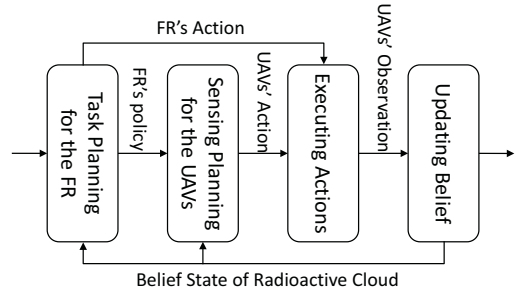 FR's Action
Task Planning
for the FR
FR's policy
Sensing Planning
for the UAVs
UAVs' Action
Executing Actions
UAVs' Observation
Updating Belief
Belief State of Radioactive Cloud